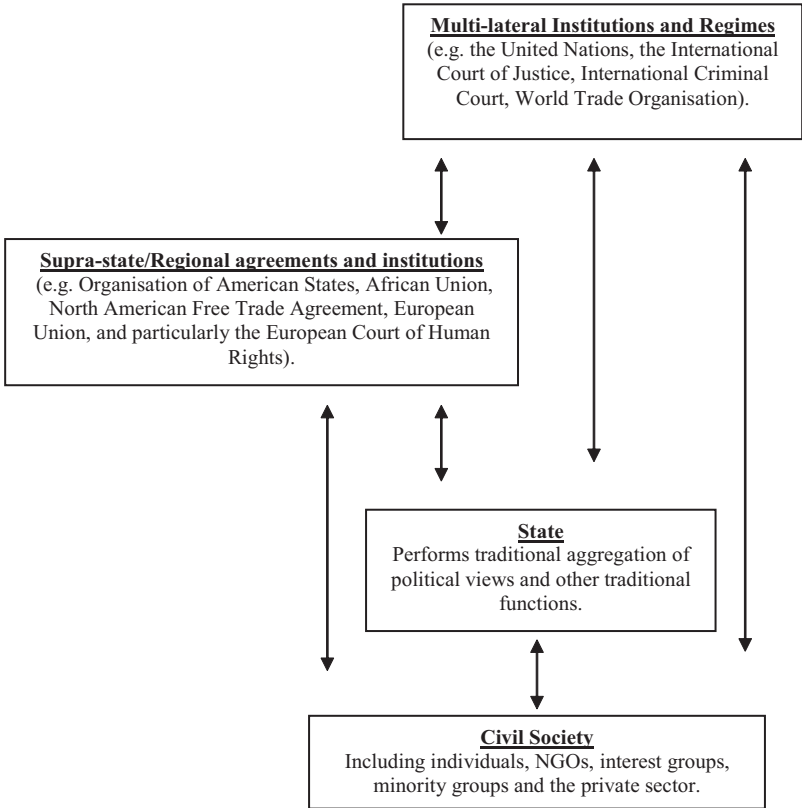 Multi-lateral Institutions and Regimes
(e.g. the United Nations, the International
Court of Justice, International Criminal
Court, World Trade Organisation).
Supra-state/Regional agreements and institutions
(e.g. Organisation of American States, African Union,
North American Free Trade Agreement, European
Union, and particularly the European Court of Human
Rights).
State
Performs traditional aggregation of
political views and other traditional
functions.
Civil Society
Including individuals, NGOs, interest groups,
minority groups and the private sector.